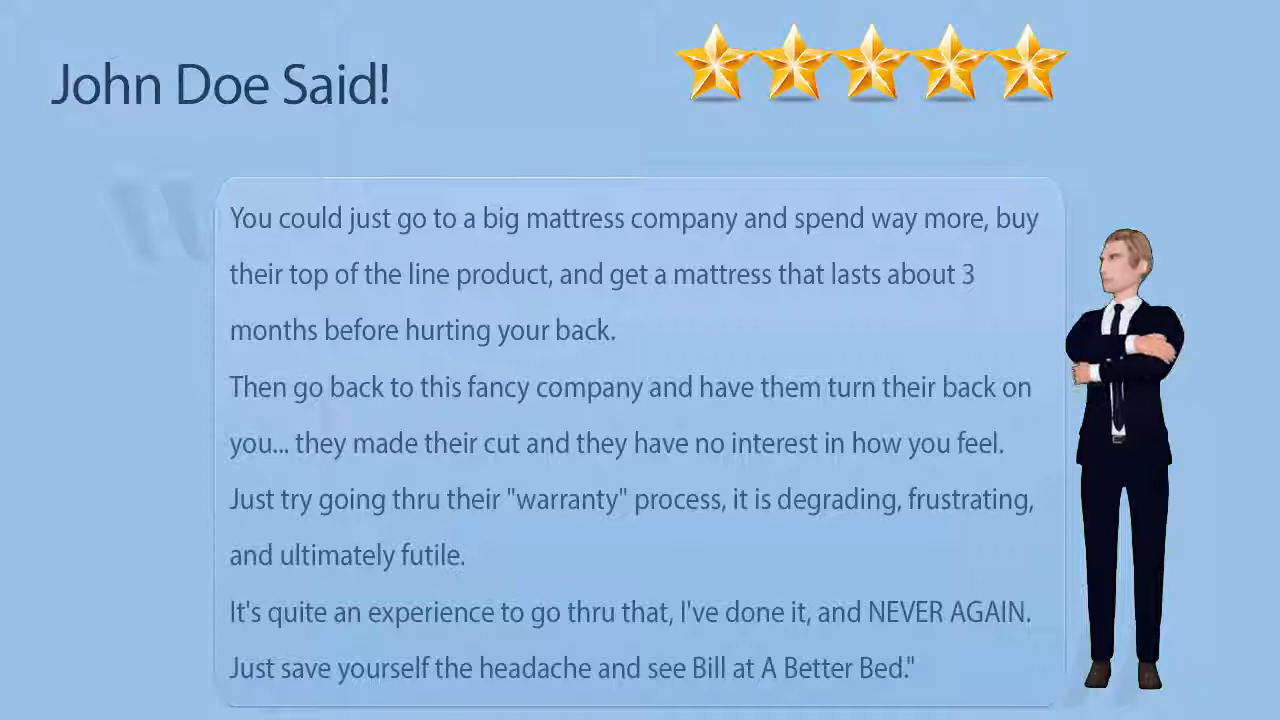 John Doe Said!
You could just go to a big mattress company and spend way more, buy
their top of the line product, and get a mattress that lasts about 3
months before hurting your back.
Then go back to this fancy company and have them turn their back on
you... they made their cut and they have no interest in how you feel.
Just try going thru their "warranty" process, it is degrading, frustrating,
and ultimately futile.
It's quite an experience to go thru that, I've done it, and NEVER AGAIN.
Just save yourself the headache and see Bill at A Better Bed."